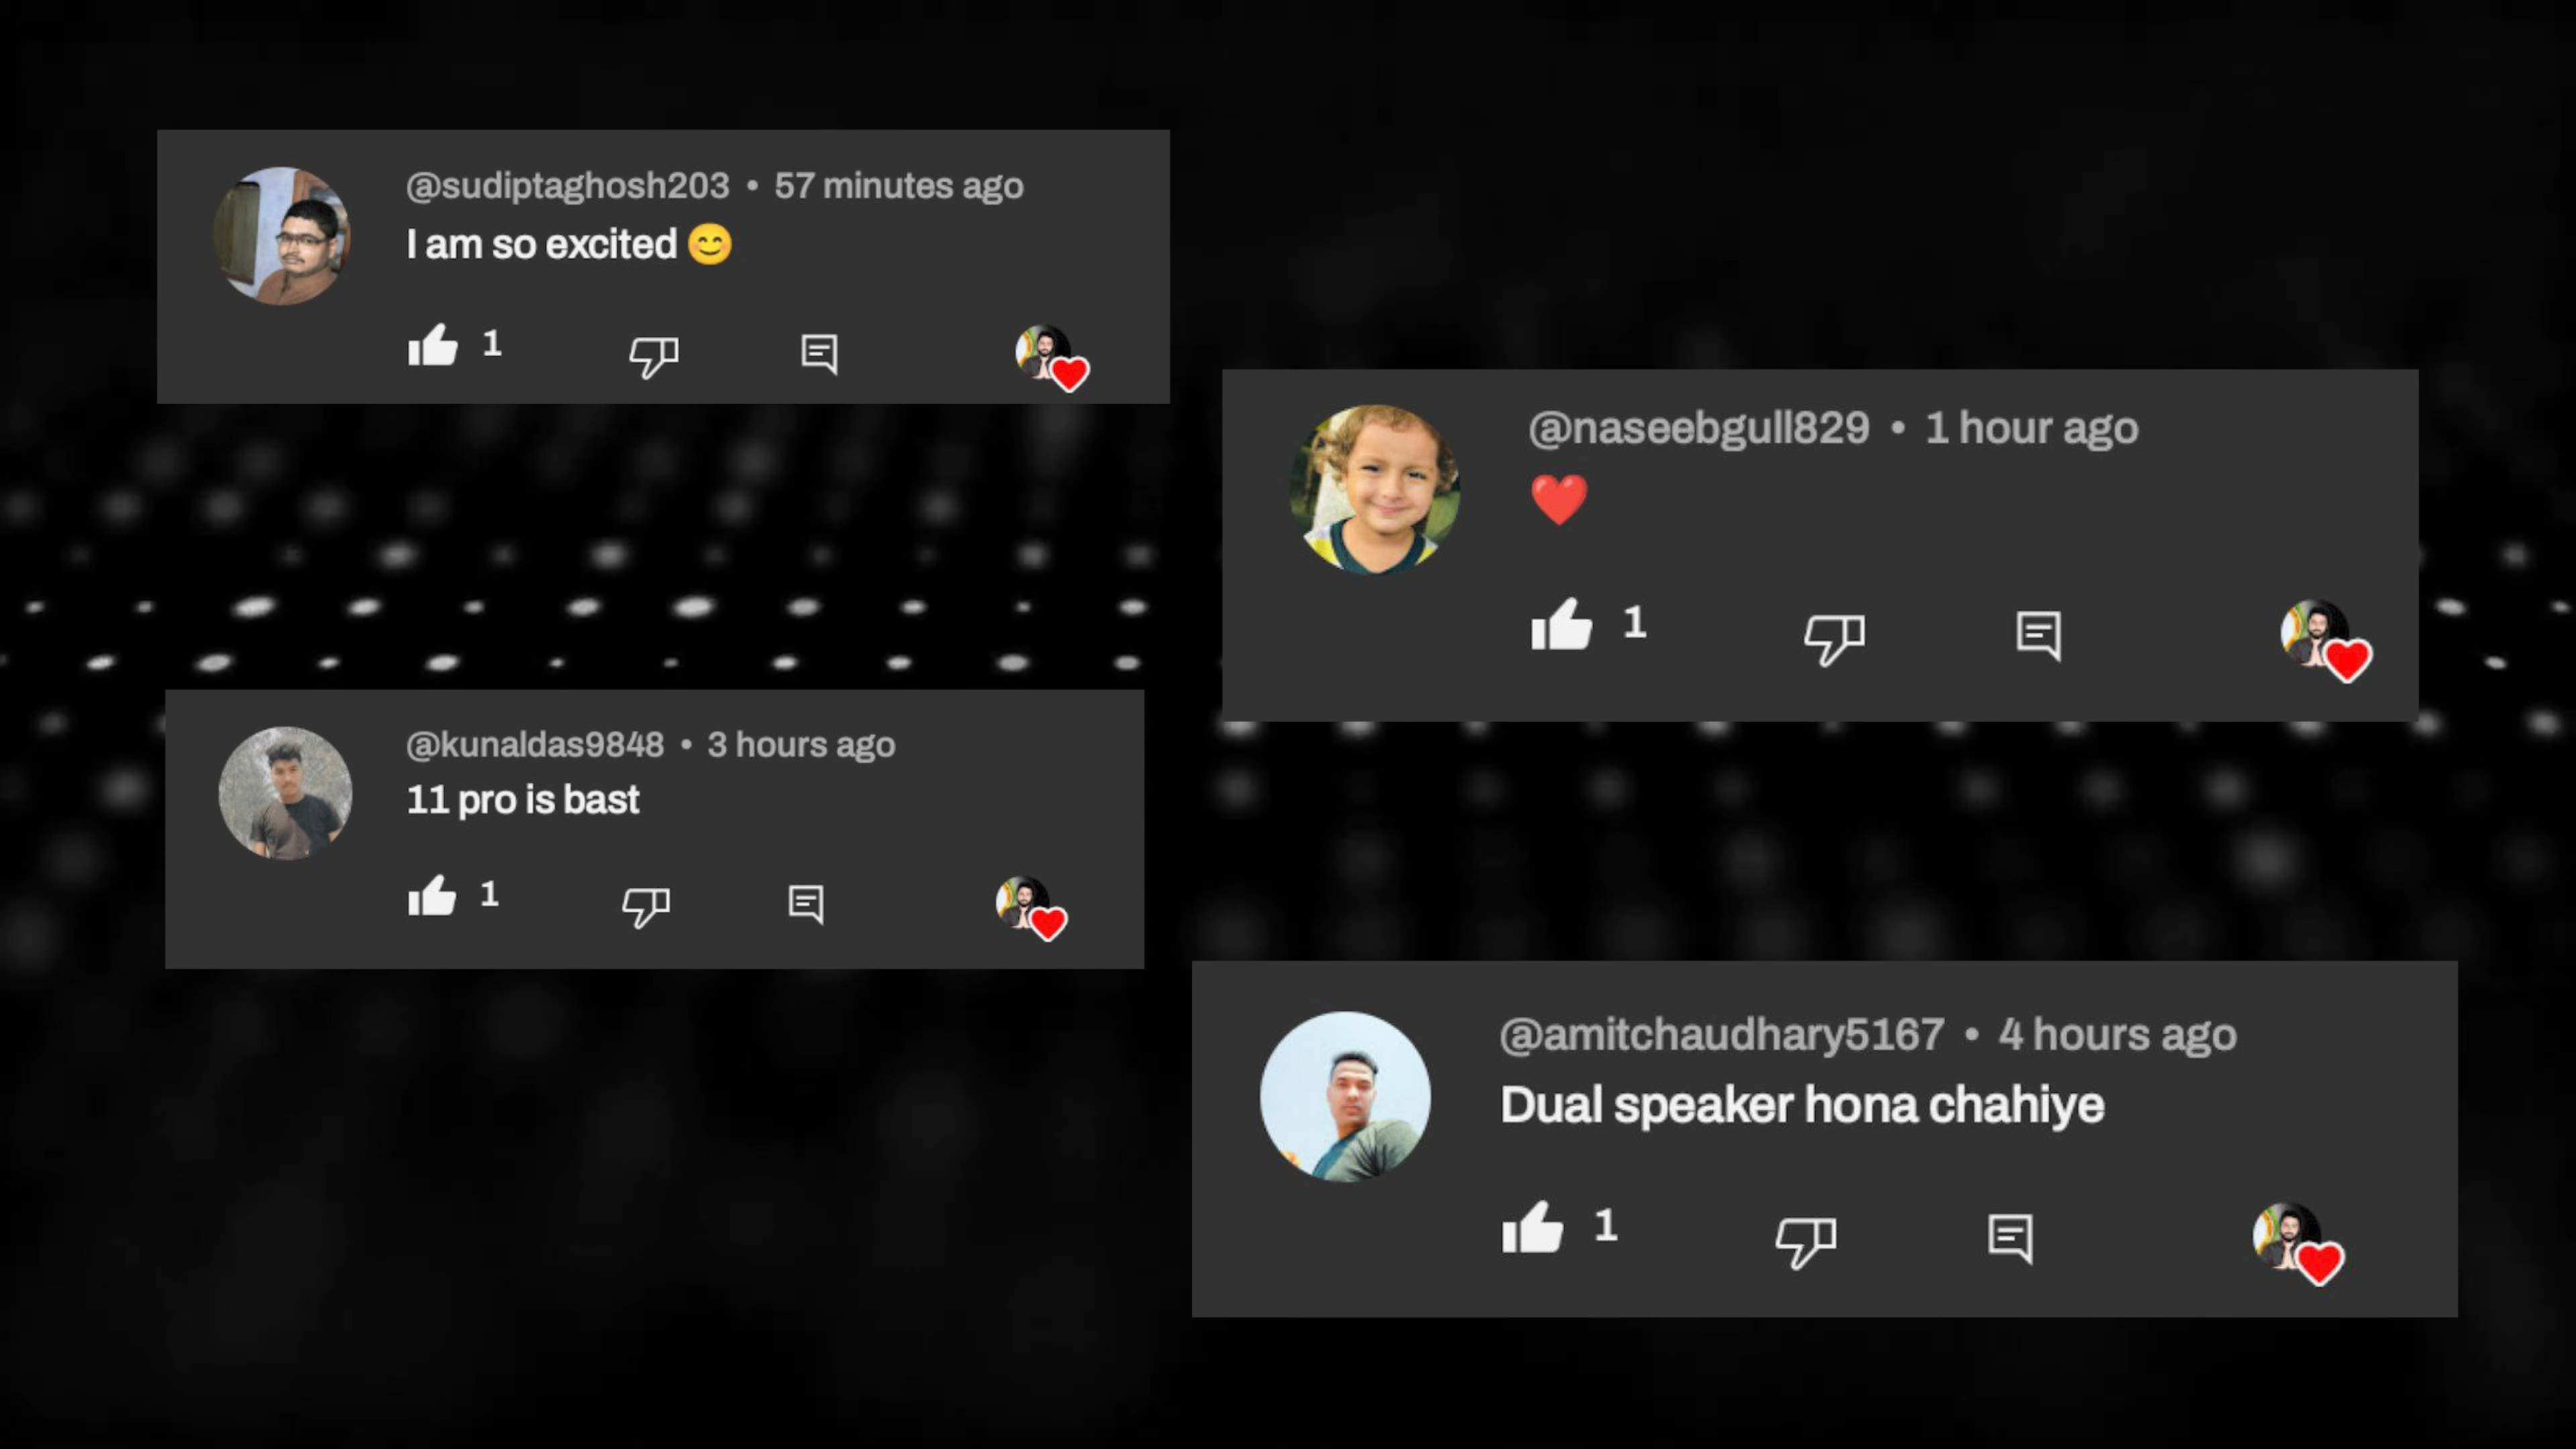 @sudiptaghosh203 • 57 minutes ago
I am so excited 😊
1
@naseebgull829 • 1 hour ago
❤️
1
@kunaldas9848 • 3 hours ago
11 pro is bast
1
@amitchaudhary5167 • 4 hours ago
Dual speaker hona chahiye
1